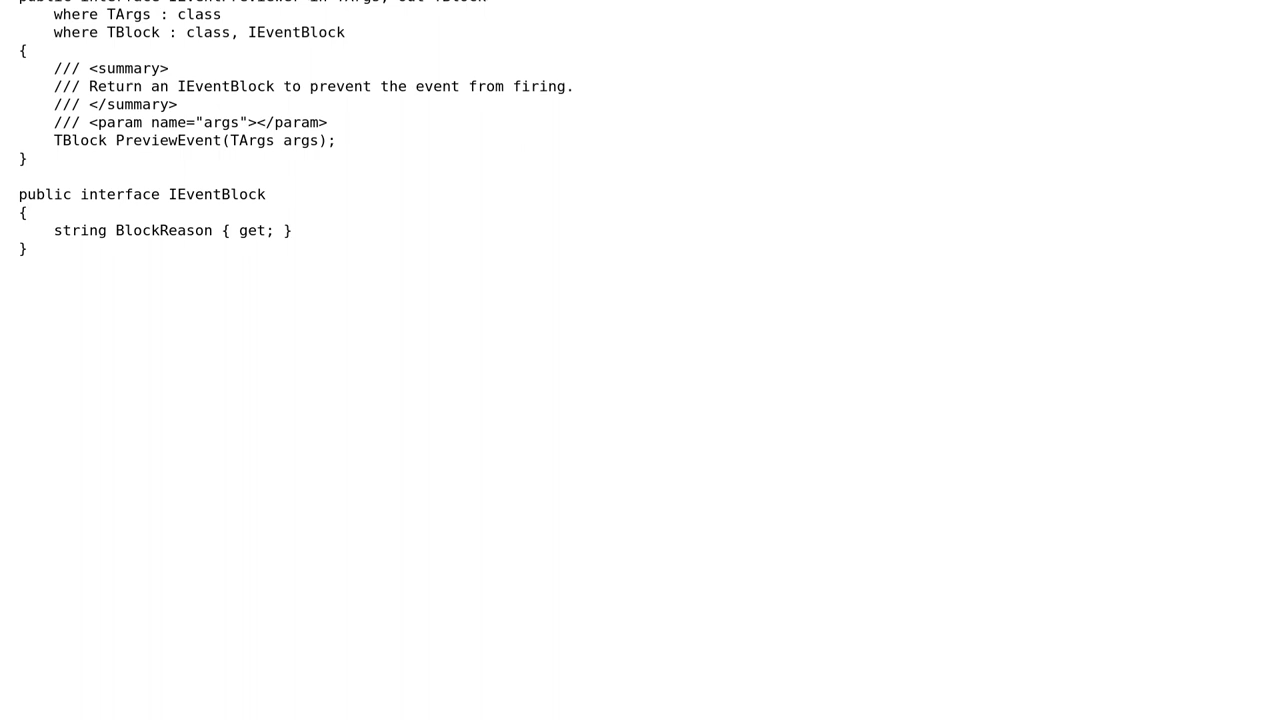 where TArgs : class
    where TBlock : class, IEventBlock
{
    /// <summary>
    /// Return an IEventBlock to prevent the event from firing.
    /// </summary>
    /// <param name="args"></param>
    TBlock PreviewEvent(TArgs args);
}

public interface IEventBlock
{
    string BlockReason { get; }
}